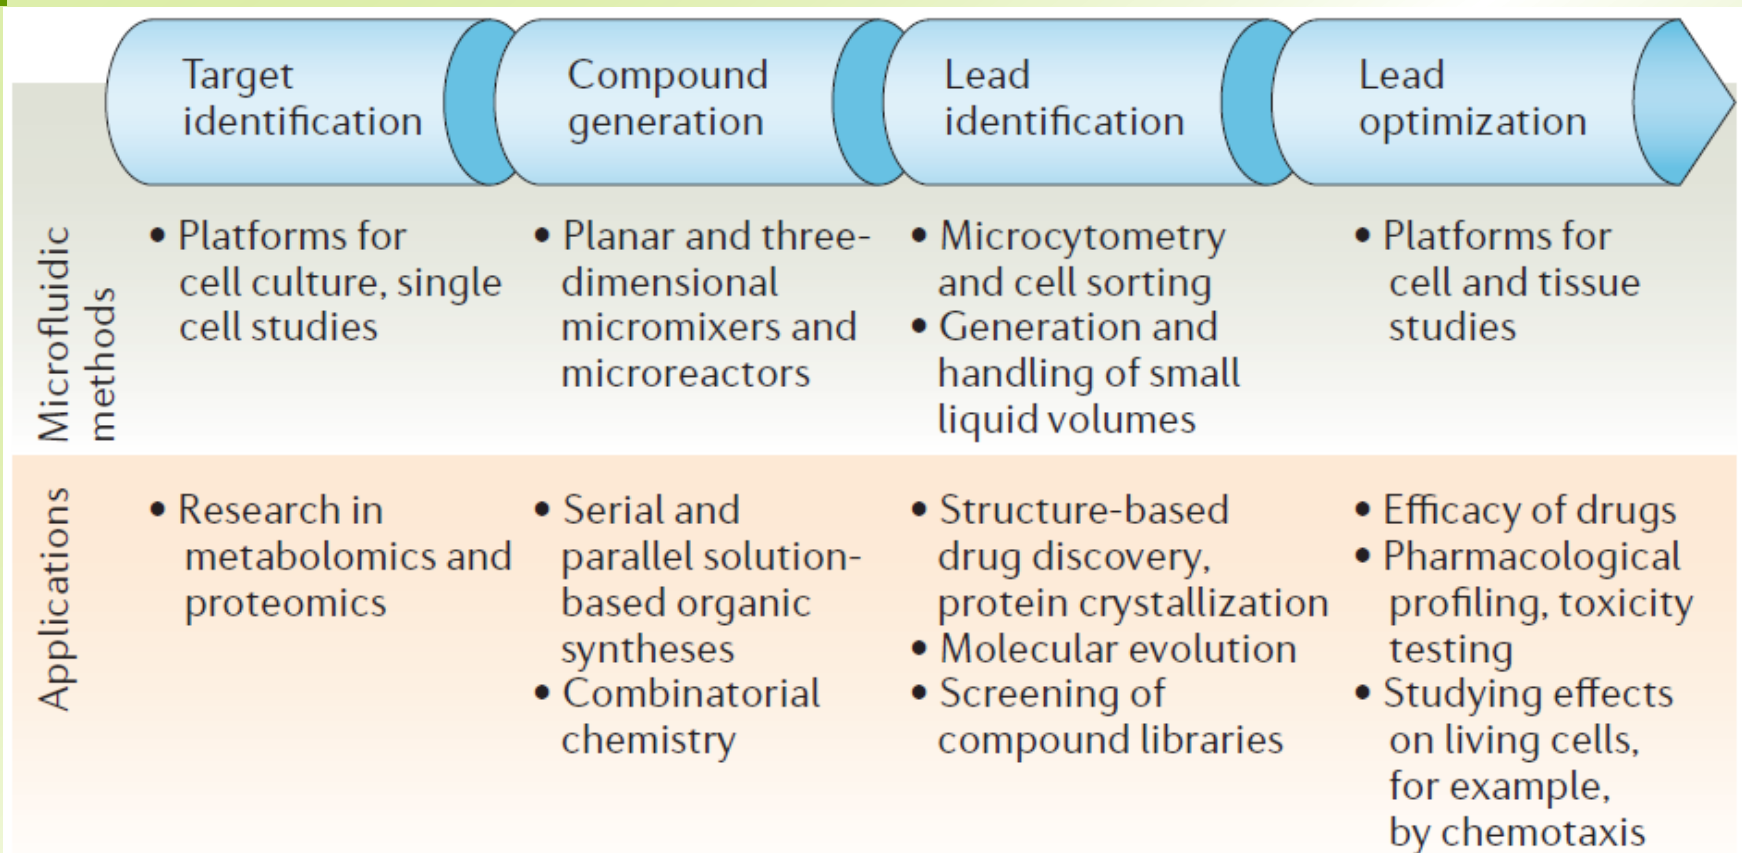 Target
identification
Compound
generation
Lead
identification
Lead
optimization
Microfluidic
methods
• Platforms for
cell culture, single
cell studies
• Planar and three-
dimensional
micromixers and
microreactors
• Microcytometry
and cell sorting
• Generation and
handling of small
liquid volumes
• Platforms for
cell and tissue
studies
Applications
• Research in
metabolomics and
proteomics
• Serial and
parallel solution-
based organic
syntheses
• Combinatorial
chemistry
• Structure-based
drug discovery,
protein crystallization
• Molecular evolution
• Screening of
compound libraries
• Efficacy of drugs
• Pharmacological
profiling, toxicity
testing
• Studying effects
on living cells,
for example,
by chemotaxis